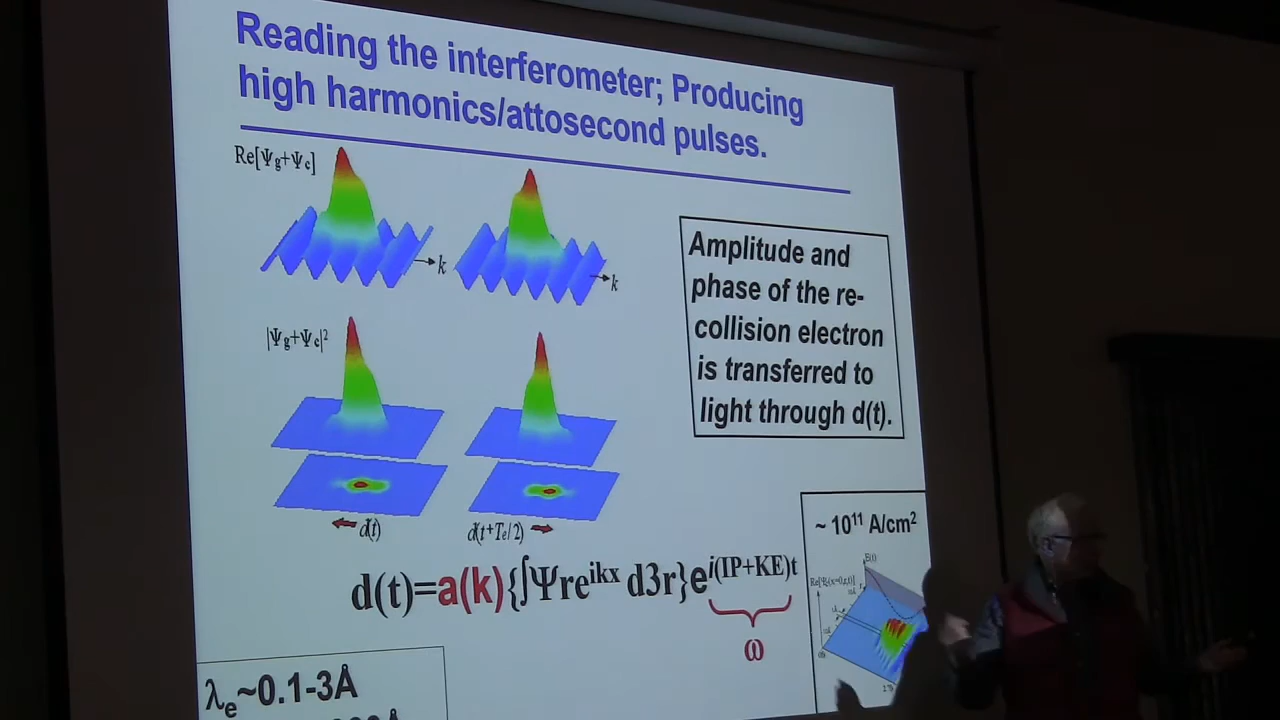 Reading the interferometer; Producing
high harmonics/attosecond pulses.
Re[Ψg+Ψc]
k
k
Amplitude and
phase of the re-
collision electron
is transferred to
light through d(t).
|Ψg+Ψc|²
d(t)
d(t+Te/2)
~ 10¹¹ A/cm²
E(t)
d(t)=a(k){∫Ψre^ikx d3r}e^i(IP+KE)t
ω
λe~0.1-3Å